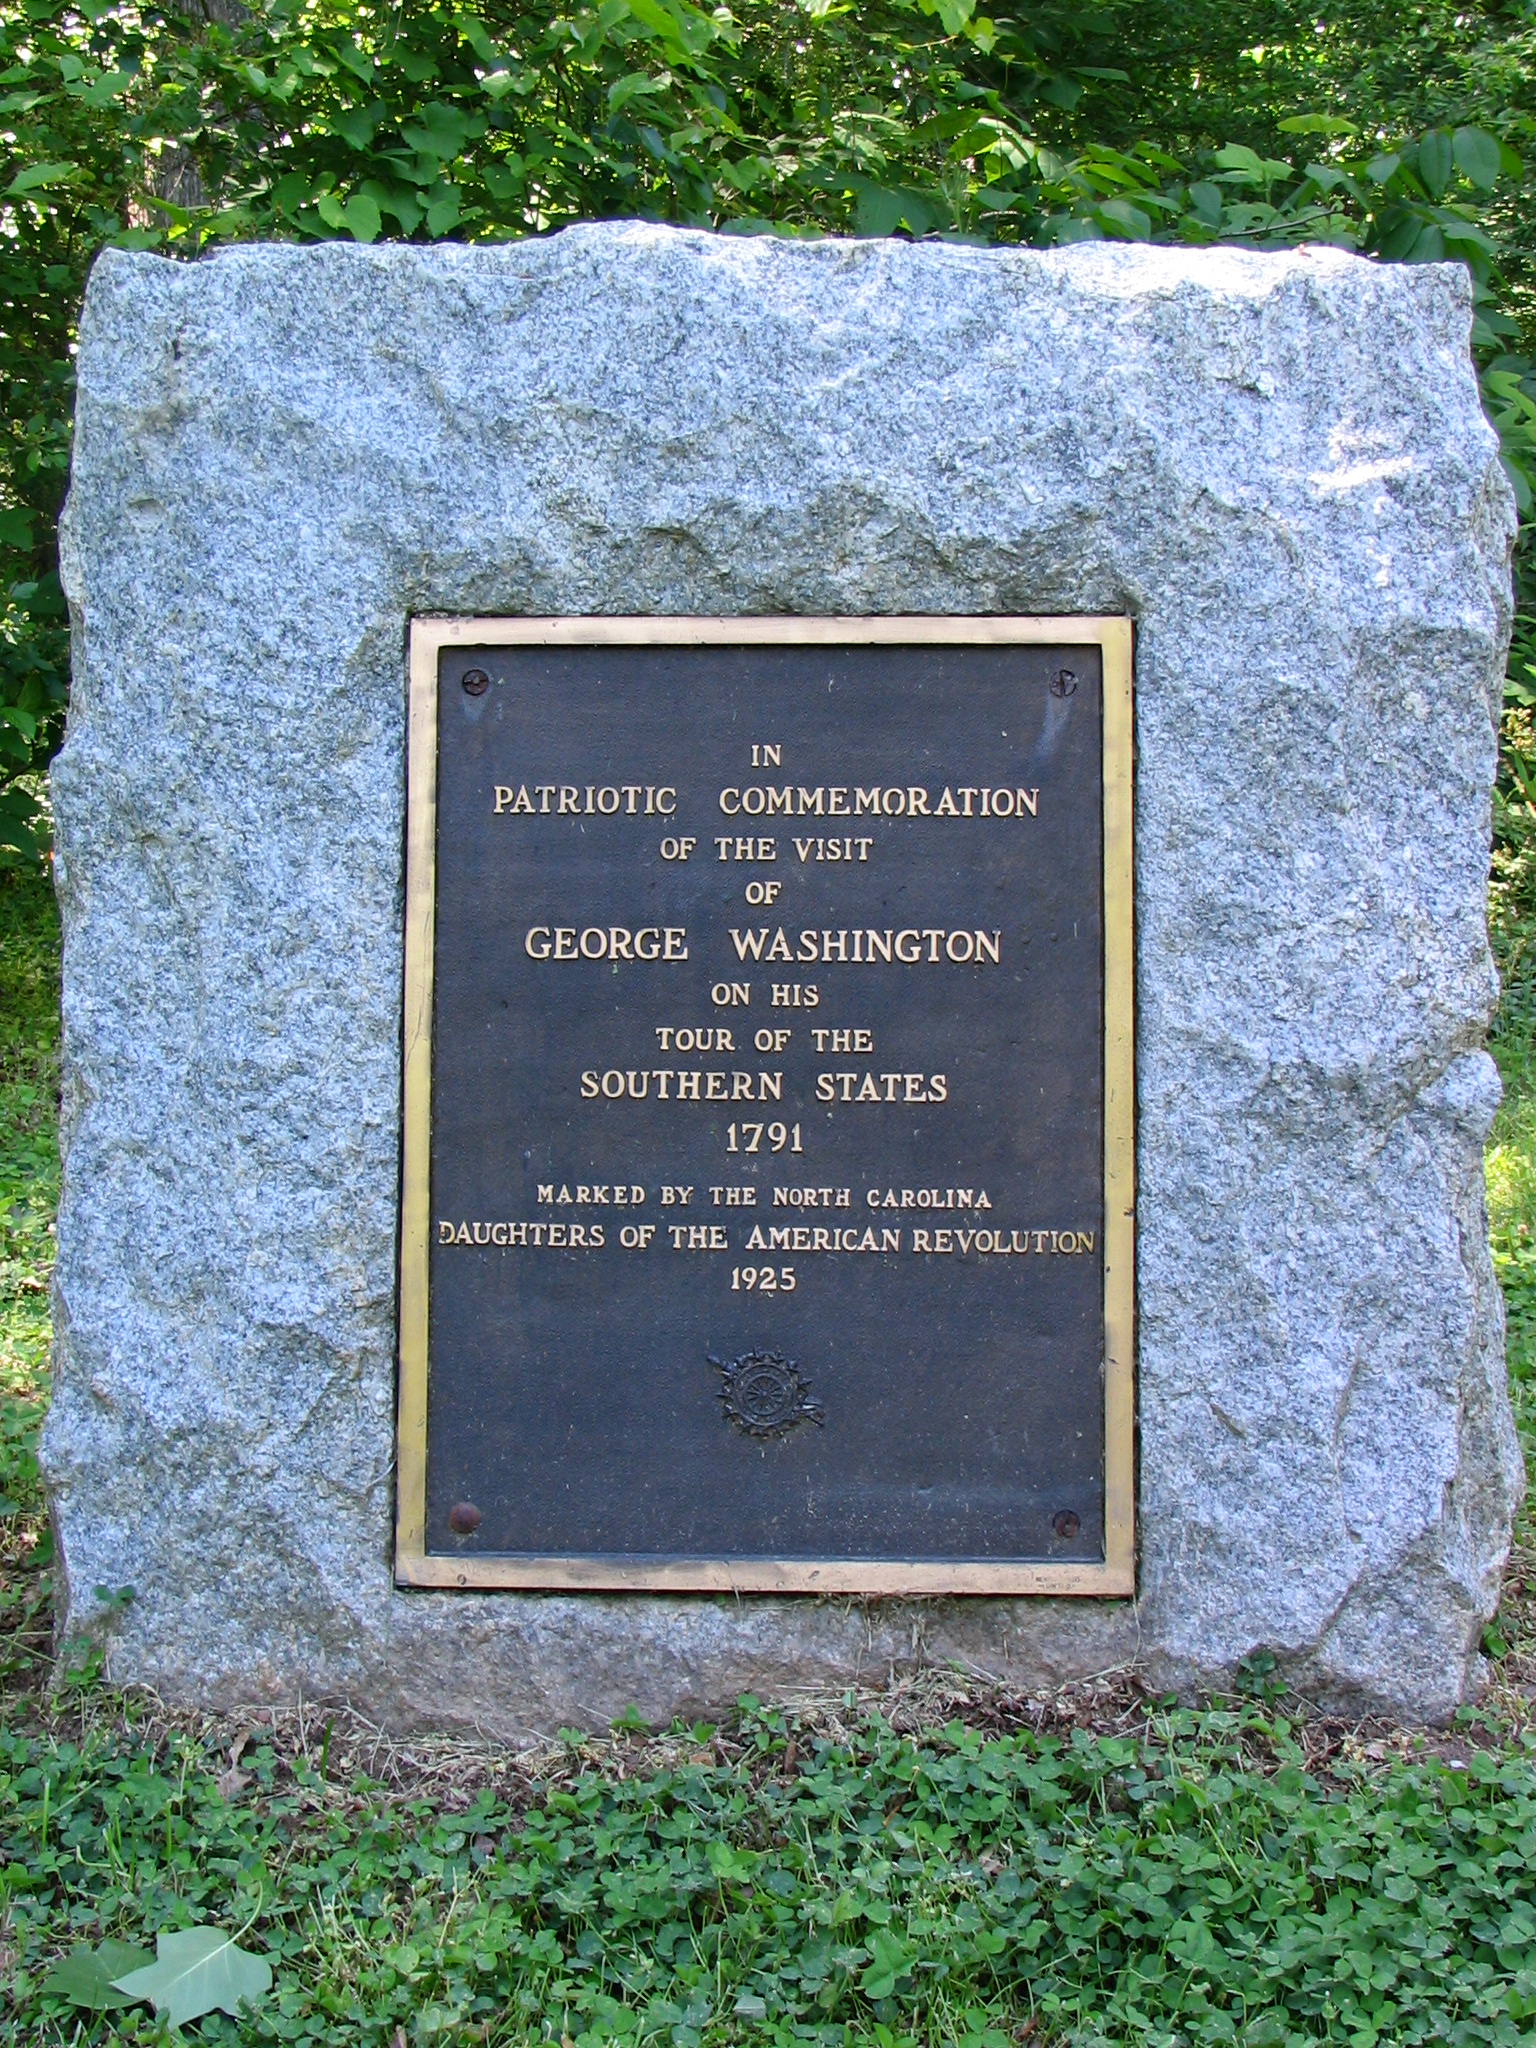 IN
PATRIOTIC COMMEMORATION
OF THE VISIT
OF
GEORGE WASHINGTON
ON HIS
TOUR OF THE
SOUTHERN STATES
1791
MARKED BY THE NORTH CAROLINA
DAUGHTERS OF THE AMERICAN REVOLUTION
1925